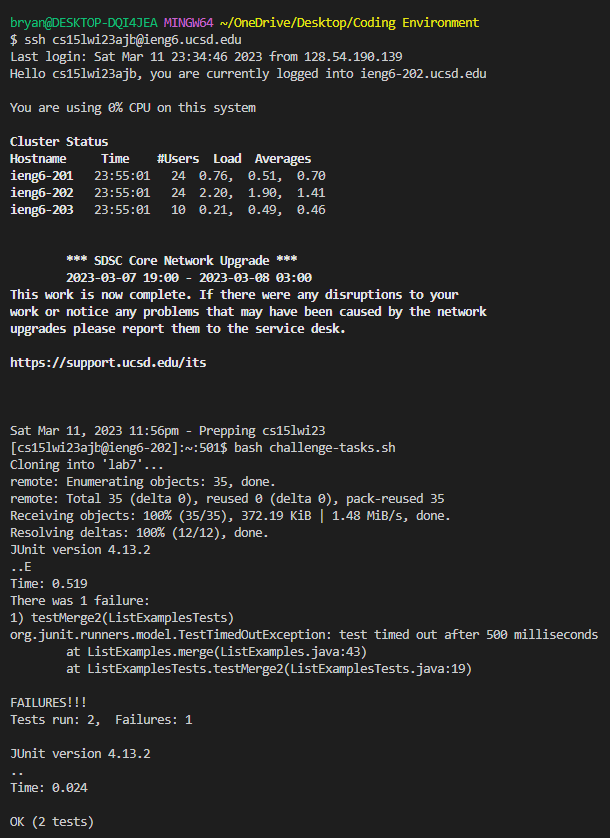 bryan@DESKTOP-DQI4JEA MINGW64 ~/OneDrive/Desktop/Coding Environment
$ ssh cs15lwi23ajb@ieng6.ucsd.edu
Last login: Sat Mar 11 23:34:46 2023 from 128.54.190.139
Hello cs15lwi23ajb, you are currently logged into ieng6-202.ucsd.edu

You are using 0% CPU on this system

Cluster Status
Hostname     Time    #Users  Load  Averages
ieng6-201   23:55:01   24  0.76,  0.51,  0.70
ieng6-202   23:55:01   24  2.20,  1.90,  1.41
ieng6-203   23:55:01   10  0.21,  0.49,  0.46

*** SDSC Core Network Upgrade ***
2023-03-07 19:00 - 2023-03-08 03:00
This work is now complete. If there were any disruptions to your
work or notice any problems that may have been caused by the network
upgrades please report them to the service desk.

https://support.ucsd.edu/its

Sat Mar 11, 2023 11:56pm - Prepping cs15lwi23
[cs15lwi23ajb@ieng6-202]:~:501$ bash challenge-tasks.sh
Cloning into 'lab7'...
remote: Enumerating objects: 35, done.
remote: Total 35 (delta 0), reused 0 (delta 0), pack-reused 35
Receiving objects: 100% (35/35), 372.19 KiB | 1.48 MiB/s, done.
Resolving deltas: 100% (12/12), done.
JUnit version 4.13.2
..E
Time: 0.519
There was 1 failure:
1) testMerge2(ListExamplesTests)
org.junit.runners.model.TestTimedOutException: test timed out after 500 milliseconds
        at ListExamples.merge(ListExamples.java:43)
        at ListExamplesTests.testMerge2(ListExamplesTests.java:19)

FAILURES!!!
Tests run: 2,  Failures: 1

JUnit version 4.13.2
..
Time: 0.024

OK (2 tests)